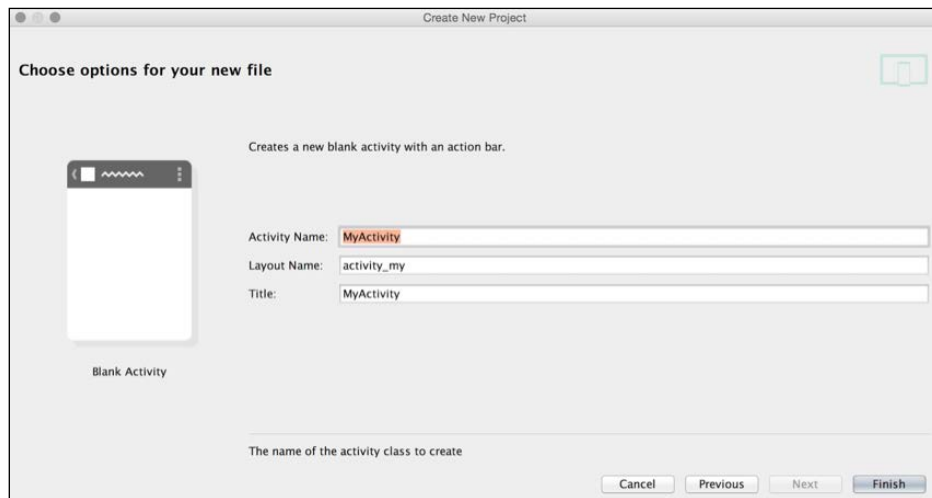 Create New Project
Choose options for your new file
Creates a new blank activity with an action bar.
Activity Name: MyActivity
Layout Name: activity_my
Title: MyActivity
Blank Activity
The name of the activity class to create
Cancel Previous Next Finish